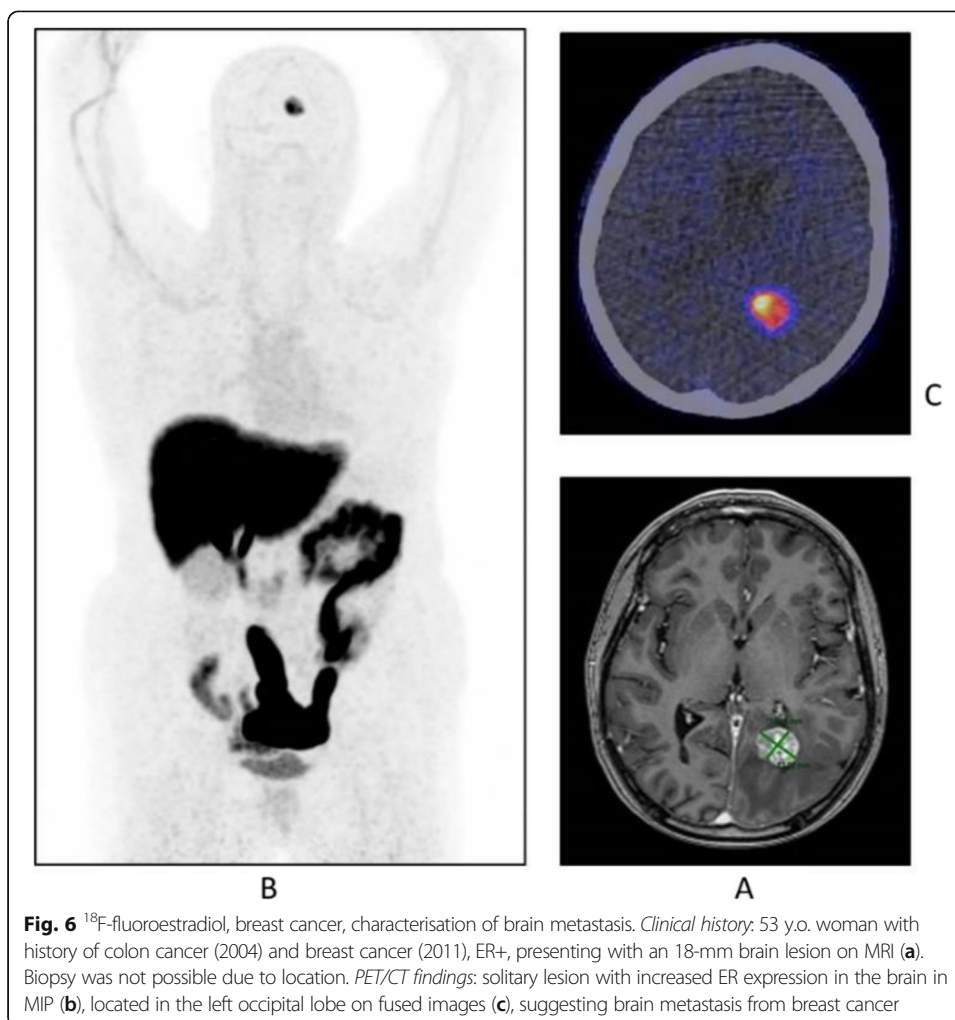 C
B
A
Fig. 6 ¹⁸F-fluoroestradiol, breast cancer, characterisation of brain metastasis. Clinical history: 53 y.o. woman with
history of colon cancer (2004) and breast cancer (2011), ER+, presenting with an 18-mm brain lesion on MRI (a).
Biopsy was not possible due to location. PET/CT findings: solitary lesion with increased ER expression in the brain in
MIP (b), located in the left occipital lobe on fused images (c), suggesting brain metastasis from breast cancer